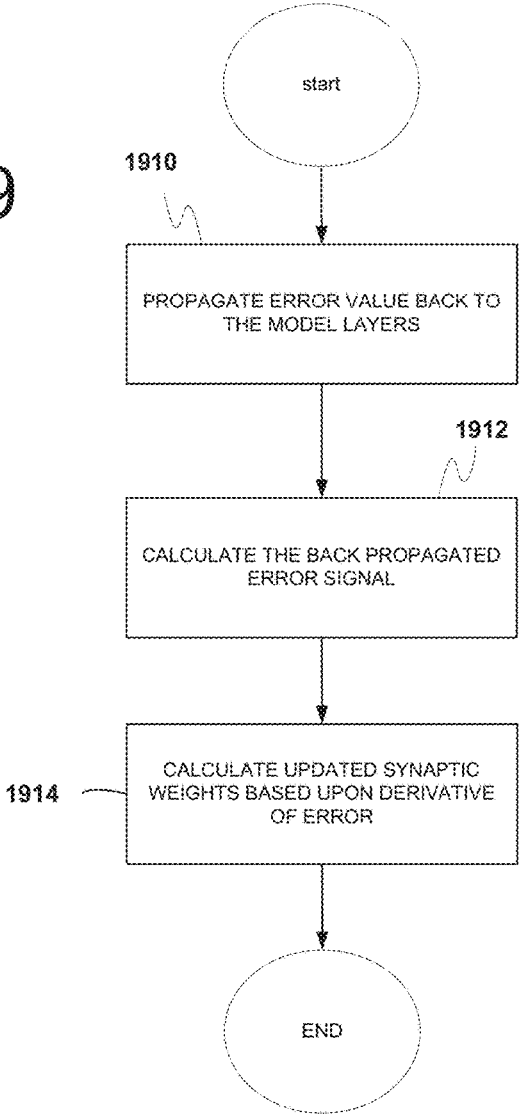 start
1910
9
PROPAGATE ERROR VALUE BACK TO
THE MODEL LAYERS
1912
CALCULATE THE BACK PROPAGATED
ERROR SIGNAL
CALCULATE UPDATED SYNAPTIC
WEIGHTS BASED UPON DERIVATIVE
OF ERROR
1914
END